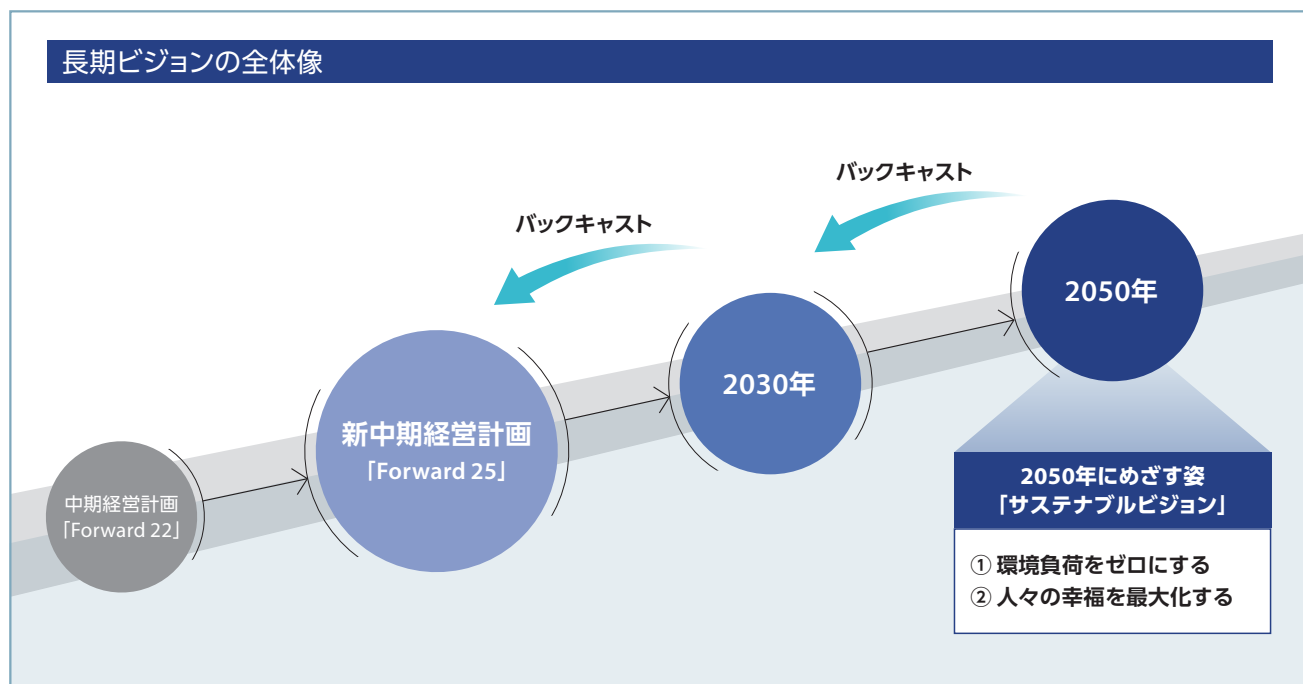 長期ビジョンの全体像
バックキャスト
バックキャスト
2050年
2030年
新中期経営計画
「Forward 25」
中期経営計画
「Forward 22」
2050年にめざす姿
「サステナブルビジョン」
① 環境負荷をゼロにする
② 人々の幸福を最大化する